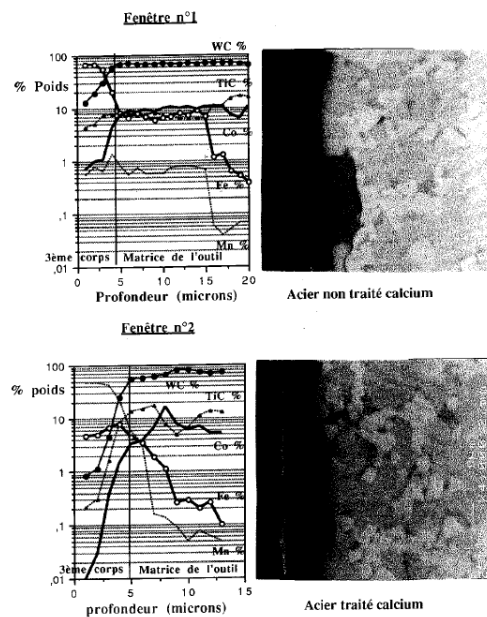 Fenêtre n°1
WC %
100
% Poids
TiC %
10
Co %
1
Fe %
,1
Mn %
3ème corps
Matrice de l'outil
,01
0 5 10 15 20
Profondeur (microns)
Acier non traité calcium
Fenêtre n°2
100
% poids
WC %
TiC %
10
Co %
1
Fe %
,1
Mn %
3ème corps
Matrice de l'outil
,01
0 5 10 15
profondeur (microns)
Acier traité calcium